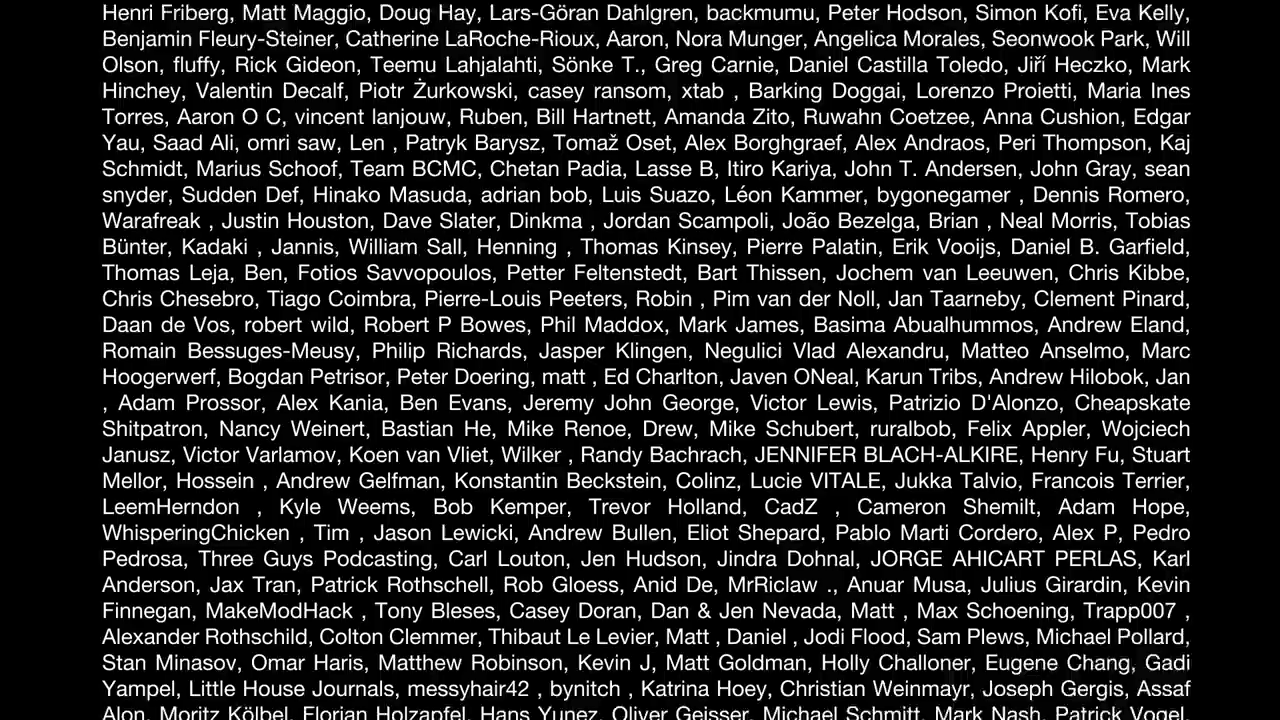 Henri Friberg, Matt Maggio, Doug Hay, Lars-Göran Dahlgren, backmumu, Peter Hodson, Simon Kofi, Eva Kelly,
Benjamin Fleury-Steiner, Catherine LaRoche-Rioux, Aaron, Nora Munger, Angelica Morales, Seonwook Park, Will
Olson, fluffy, Rick Gideon, Teemu Lahjalahti, Sönke T., Greg Carnie, Daniel Castilla Toledo, Jiří Heczko, Mark
Hinchey, Valentin Decalf, Piotr Żurkowski, casey ransom, xtab , Barking Doggai, Lorenzo Proietti, Maria Ines
Torres, Aaron O C, vincent lanjouw, Ruben, Bill Hartnett, Amanda Zito, Ruwahn Coetzee, Anna Cushion, Edgar
Yau, Saad Ali, omri saw, Len , Patryk Barysz, Tomaž Oset, Alex Borghgraef, Alex Andraos, Peri Thompson, Kaj
Schmidt, Marius Schoof, Team BCMC, Chetan Padia, Lasse B, Itiro Kariya, John T. Andersen, John Gray, sean
snyder, Sudden Def, Hinako Masuda, adrian bob, Luis Suazo, Léon Kammer, bygonegamer , Dennis Romero,
Warafreak , Justin Houston, Dave Slater, Dinkma , Jordan Scampoli, João Bezelga, Brian , Neal Morris, Tobias
Bünter, Kadaki , Jannis, William Sall, Henning , Thomas Kinsey, Pierre Palatin, Erik Vooijs, Daniel B. Garfield,
Thomas Leja, Ben, Fotios Savvopoulos, Petter Feltenstedt, Bart Thissen, Jochem van Leeuwen, Chris Kibbe,
Chris Chesebro, Tiago Coimbra, Pierre-Louis Peeters, Robin , Pim van der Noll, Jan Taarneby, Clement Pinard,
Daan de Vos, robert wild, Robert P Bowes, Phil Maddox, Mark James, Basima Abualhummos, Andrew Eland,
Romain Bessuges-Meusy, Philip Richards, Jasper Klingen, Negulici Vlad Alexandru, Matteo Anselmo, Marc
Hoogerwerf, Bogdan Petrisor, Peter Doering, matt , Ed Charlton, Javen ONeal, Karun Tribs, Andrew Hilobok, Jan
, Adam Prossor, Alex Kania, Ben Evans, Jeremy John George, Victor Lewis, Patrizio D'Alonzo, Cheapskate
Shitpatron, Nancy Weinert, Bastian He, Mike Renoe, Drew, Mike Schubert, ruralbob, Felix Appler, Wojciech
Janusz, Victor Varlamov, Koen van Vliet, Wilker , Randy Bachrach, JENNIFER BLACH-ALKIRE, Henry Fu, Stuart
Mellor, Hossein , Andrew Gelfman, Konstantin Beckstein, Colinz, Lucie VITALE, Jukka Talvio, Francois Terrier,
LeemHerndon , Kyle Weems, Bob Kemper, Trevor Holland, CadZ , Cameron Shemilt, Adam Hope,
WhisperingChicken , Tim , Jason Lewicki, Andrew Bullen, Eliot Shepard, Pablo Marti Cordero, Alex P, Pedro
Pedrosa, Three Guys Podcasting, Carl Louton, Jen Hudson, Jindra Dohnal, JORGE AHICART PERLAS, Karl
Anderson, Jax Tran, Patrick Rothschell, Rob Gloess, Anid De, MrRiclaw ., Anuar Musa, Julius Girardin, Kevin
Finnegan, MakeModHack , Tony Bleses, Casey Doran, Dan & Jen Nevada, Matt , Max Schoening, Trapp007 ,
Alexander Rothschild, Colton Clemmer, Thibaut Le Levier, Matt , Daniel , Jodi Flood, Sam Plews, Michael Pollard,
Stan Minasov, Omar Haris, Matthew Robinson, Kevin J, Matt Goldman, Holly Challoner, Eugene Chang, Gadi
Yampel, Little House Journals, messyhair42 , bynitch , Katrina Hoey, Christian Weinmayr, Joseph Gergis, Assaf
Alon, Moritz Kölbel, Florian Holzapfel, Hans Yunez, Oliver Geisser, Michael Schmitt, Mark Nash, Patrick Vogel,